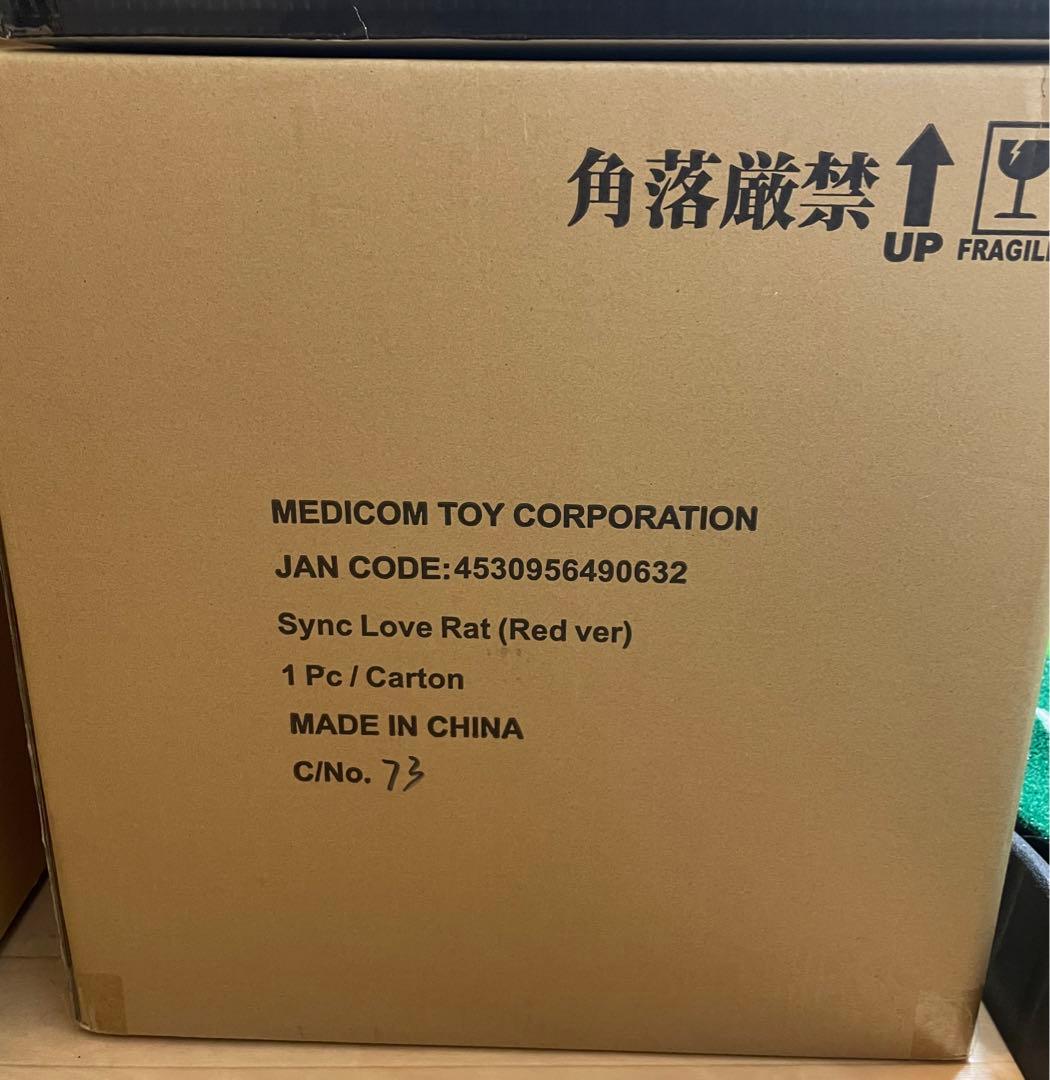 角落厳禁
UP FRAGIL
MEDICOM TOY CORPORATION
JAN CODE:4530956490632
Sync Love Rat (Red ver)
1 Pc / Carton
MADE IN CHINA
C/No. 73